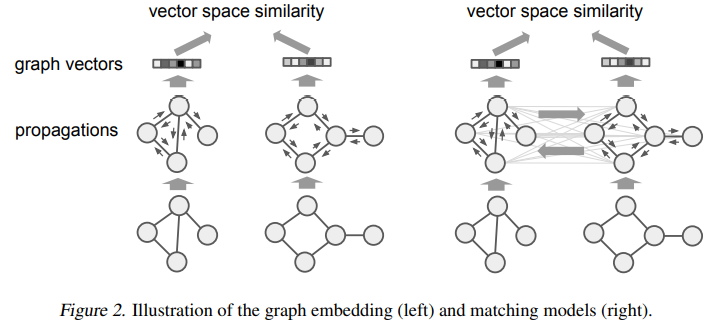 vector space similarity
vector space similarity
graph vectors
propagations
Figure 2. Illustration of the graph embedding (left) and matching models (right).